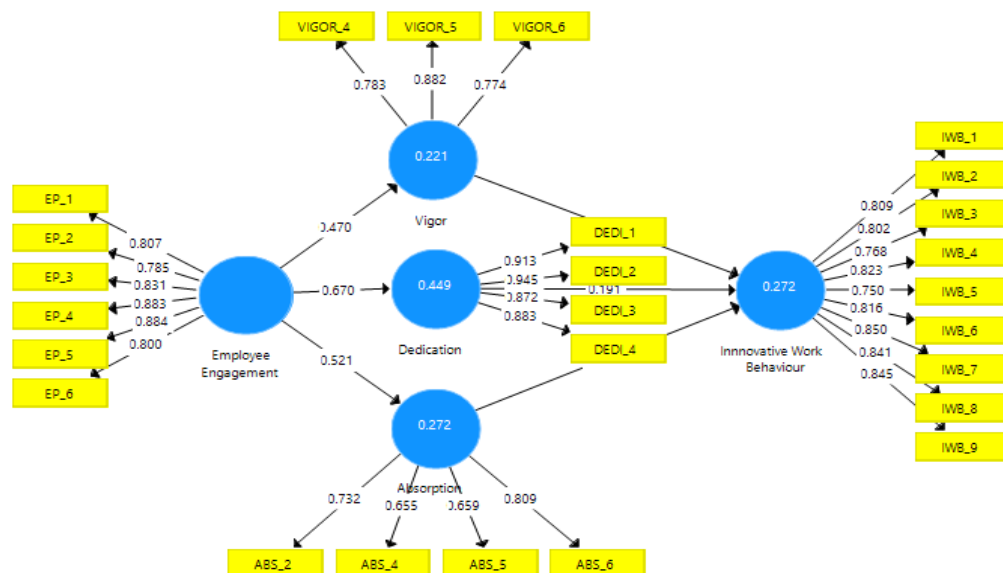 VIGOR_4
VIGOR_5
VIGOR_6
0.783
0.882
0.774
0.221
Vigor
EP_1
EP_2
EP_3
EP_4
EP_5
EP_6
0.807
0.785
0.831
0.883
0.884
0.800
Employee
Engagement
0.470
0.670
0.521
0.449
Dedication
0.913
0.945
0.191
0.872
0.883
DEDI_1
DEDI_2
DEDI_3
DEDI_4
0.272
Absorption
0.732
0.655
0.659
0.809
ABS_2
ABS_4
ABS_5
ABS_6
0.272
Innnovative Work
Behaviour
0.809
0.802
0.768
0.823
0.750
0.816
0.850
0.841
0.845
IWB_1
IWB_2
IWB_3
IWB_4
IWB_5
IWB_6
IWB_7
IWB_8
IWB_9